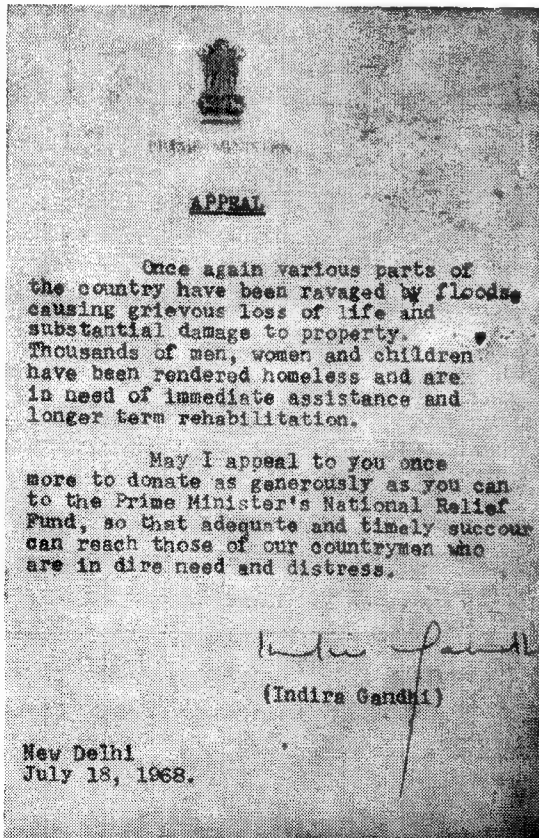 PRIME MINISTER
APPEAL
Once again various parts of
the country have been ravaged by floods
causing grievous loss of life and
substantial damage to property.
Thousands of men, women and children
have been rendered homeless and are
in need of immediate assistance and
longer term rehabilitation.
May I appeal to you once
more to donate as generously as you can
to the Prime Minister's National Relief
Fund, so that adequate and timely succour
can reach those of our countrymen who
are in dire need and distress.
Indira Gandhi
(Indira Gandhi)
New Delhi
July 18, 1968.